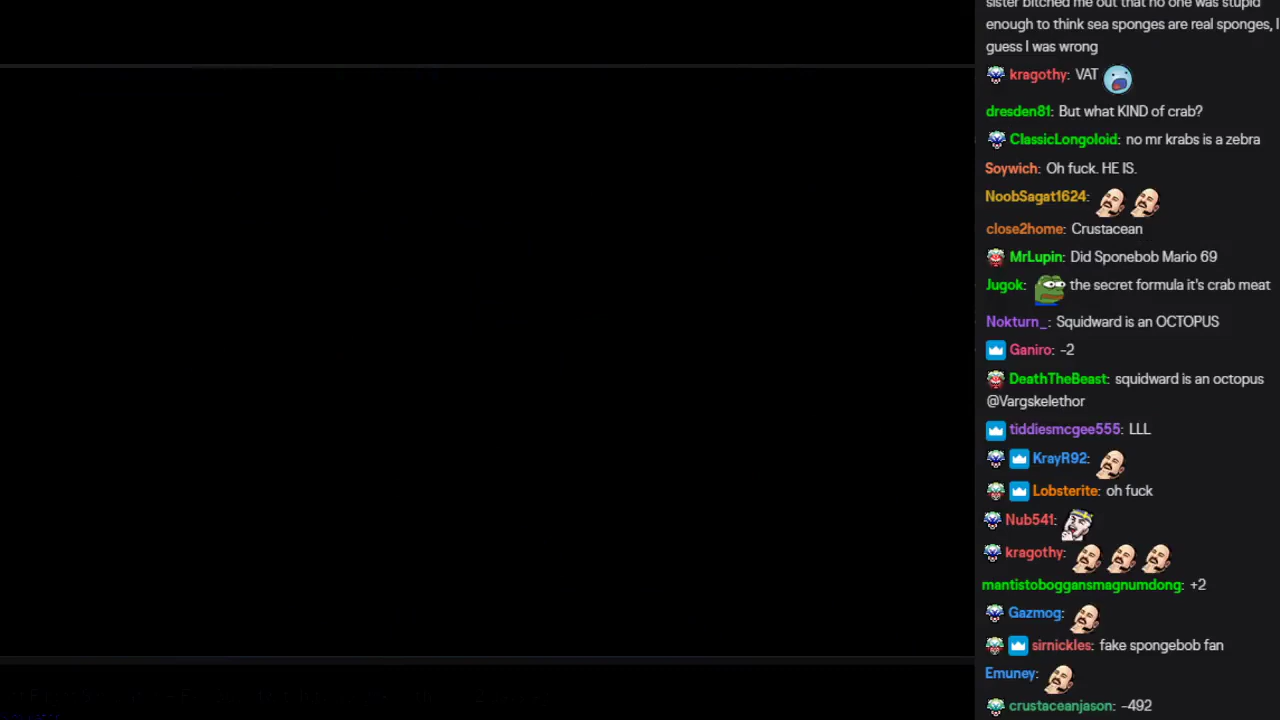 sister bitched me out that no one was stupid
enough to think sea sponges are real sponges, I
guess I was wrong
kragothy: VAT
dresden81: But what KIND of crab?
ClassicLongoloid: no mr krabs is a zebra
Soywich: Oh fuck. HE IS.
NoobSagat1624:
close2home: Crustacean
MrLupin: Did Sponebob Mario 69
Jugok: the secret formula it's crab meat
Nokturn_: Squidward is an OCTOPUS
Ganiro: -2
DeathTheBeast: squidward is an octopus
@Vargskelethor
tiddiesmcgee555: LLL
KrayR92:
Lobsterite: oh fuck
Nub541:
kragothy:
mantistoboggansmagnumdong: +2
Gazmog:
sirnickles: fake spongebob fan
Emuney:
crustaceanjason: -492